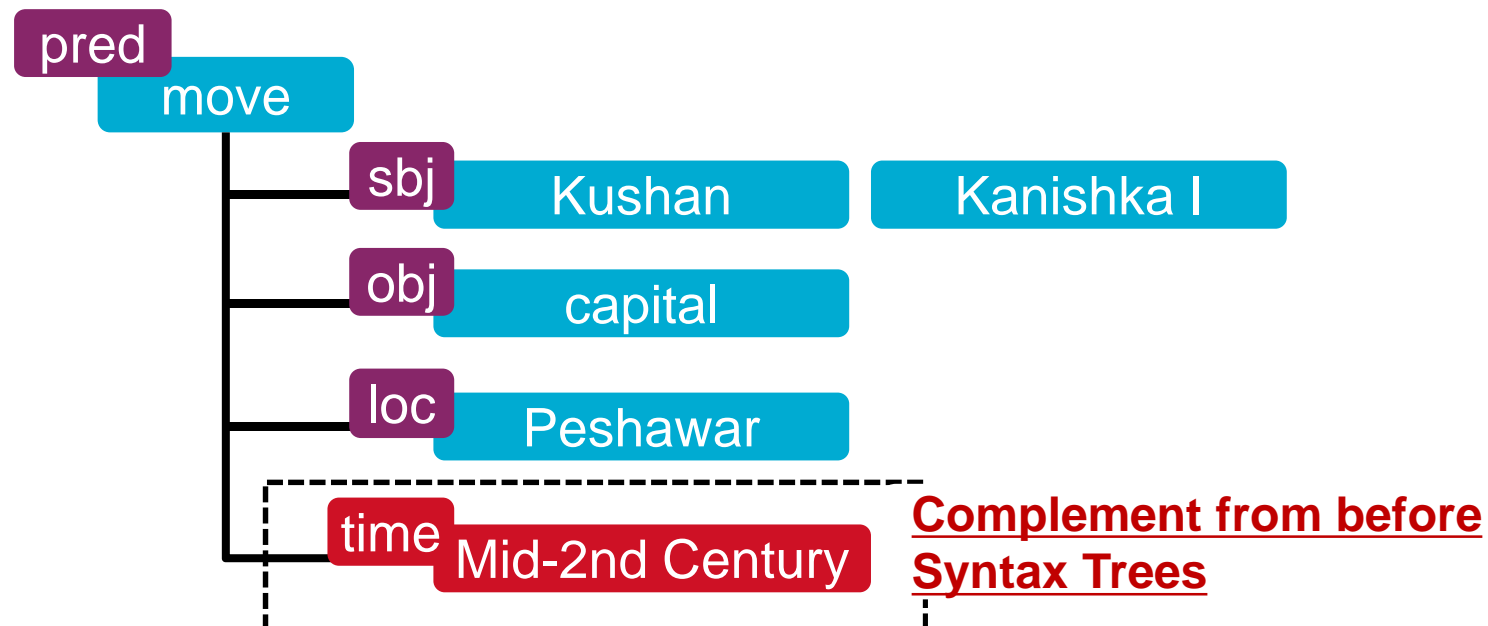 pred
move
sbj
Kushan
Kanishka I
obj
capital
loc
Peshawar
time
Mid-2nd Century
Complement from before
Syntax Trees